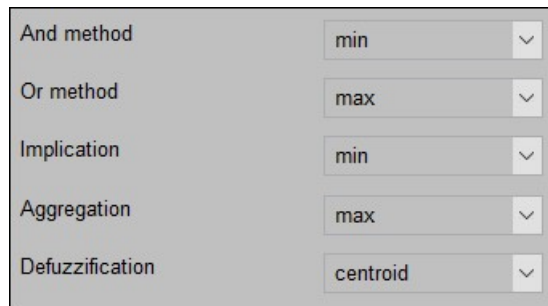 And method min
Or method max
Implication min
Aggregation max
Defuzzification centroid